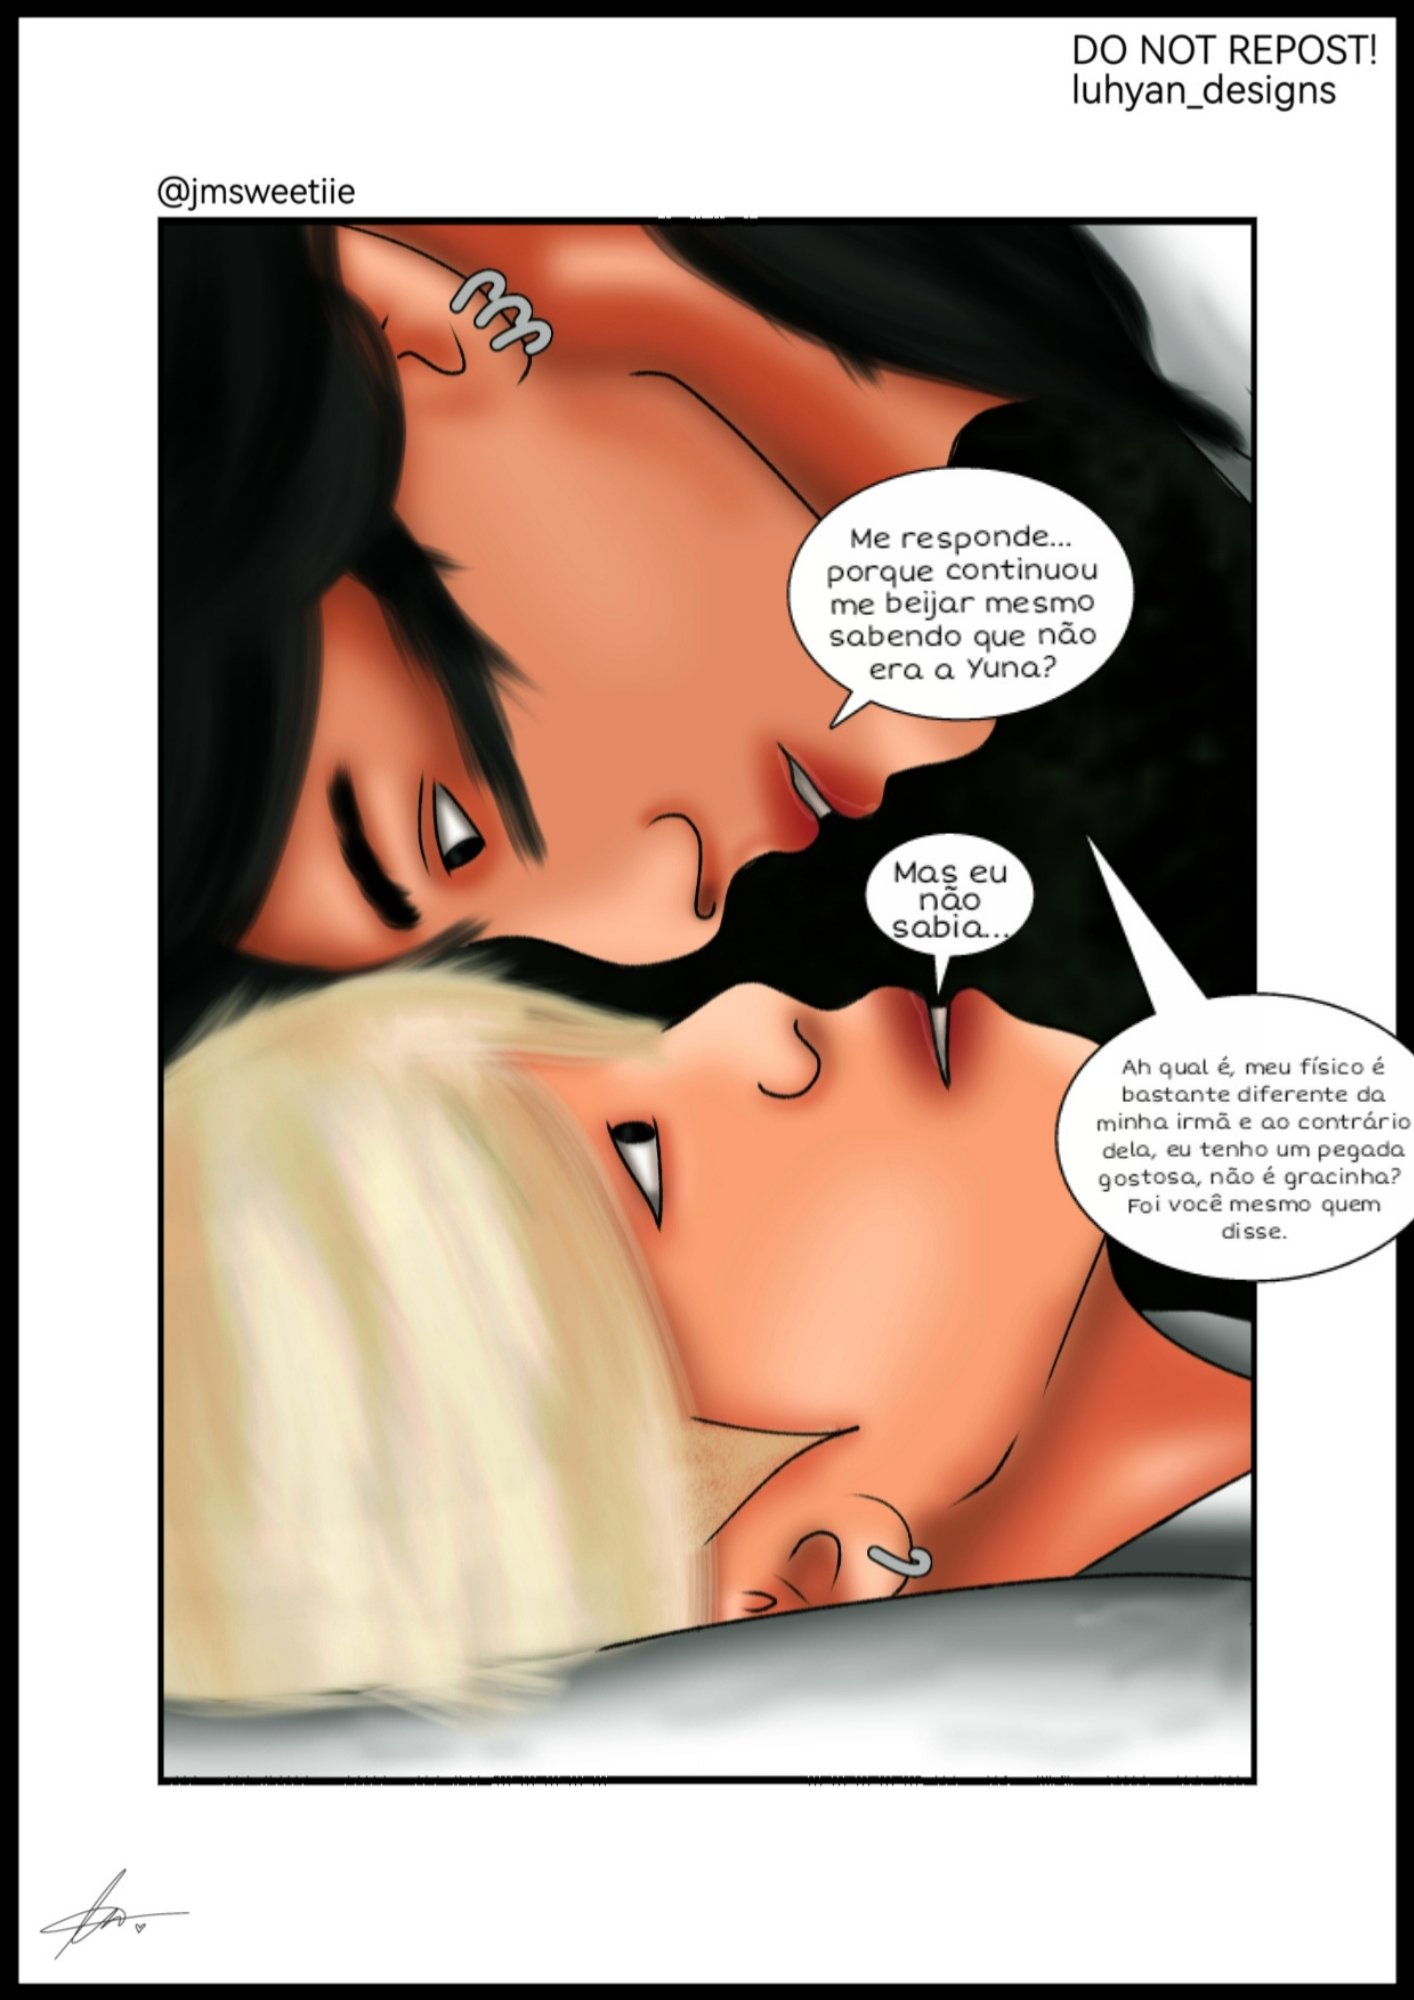 DO NOT REPOST!
luhyan_designs
@jmsweetiie
Me responde...
porque continuou
me beijar mesmo
sabendo que não
era a Yuna?
Mas eu
não
sabia...
Ah qual é, meu físico é
bastante diferente da
minha irmã e ao contrário
dela, eu tenho um pegada
gostosa, não é gracinha?
Foi você mesmo quem
disse.